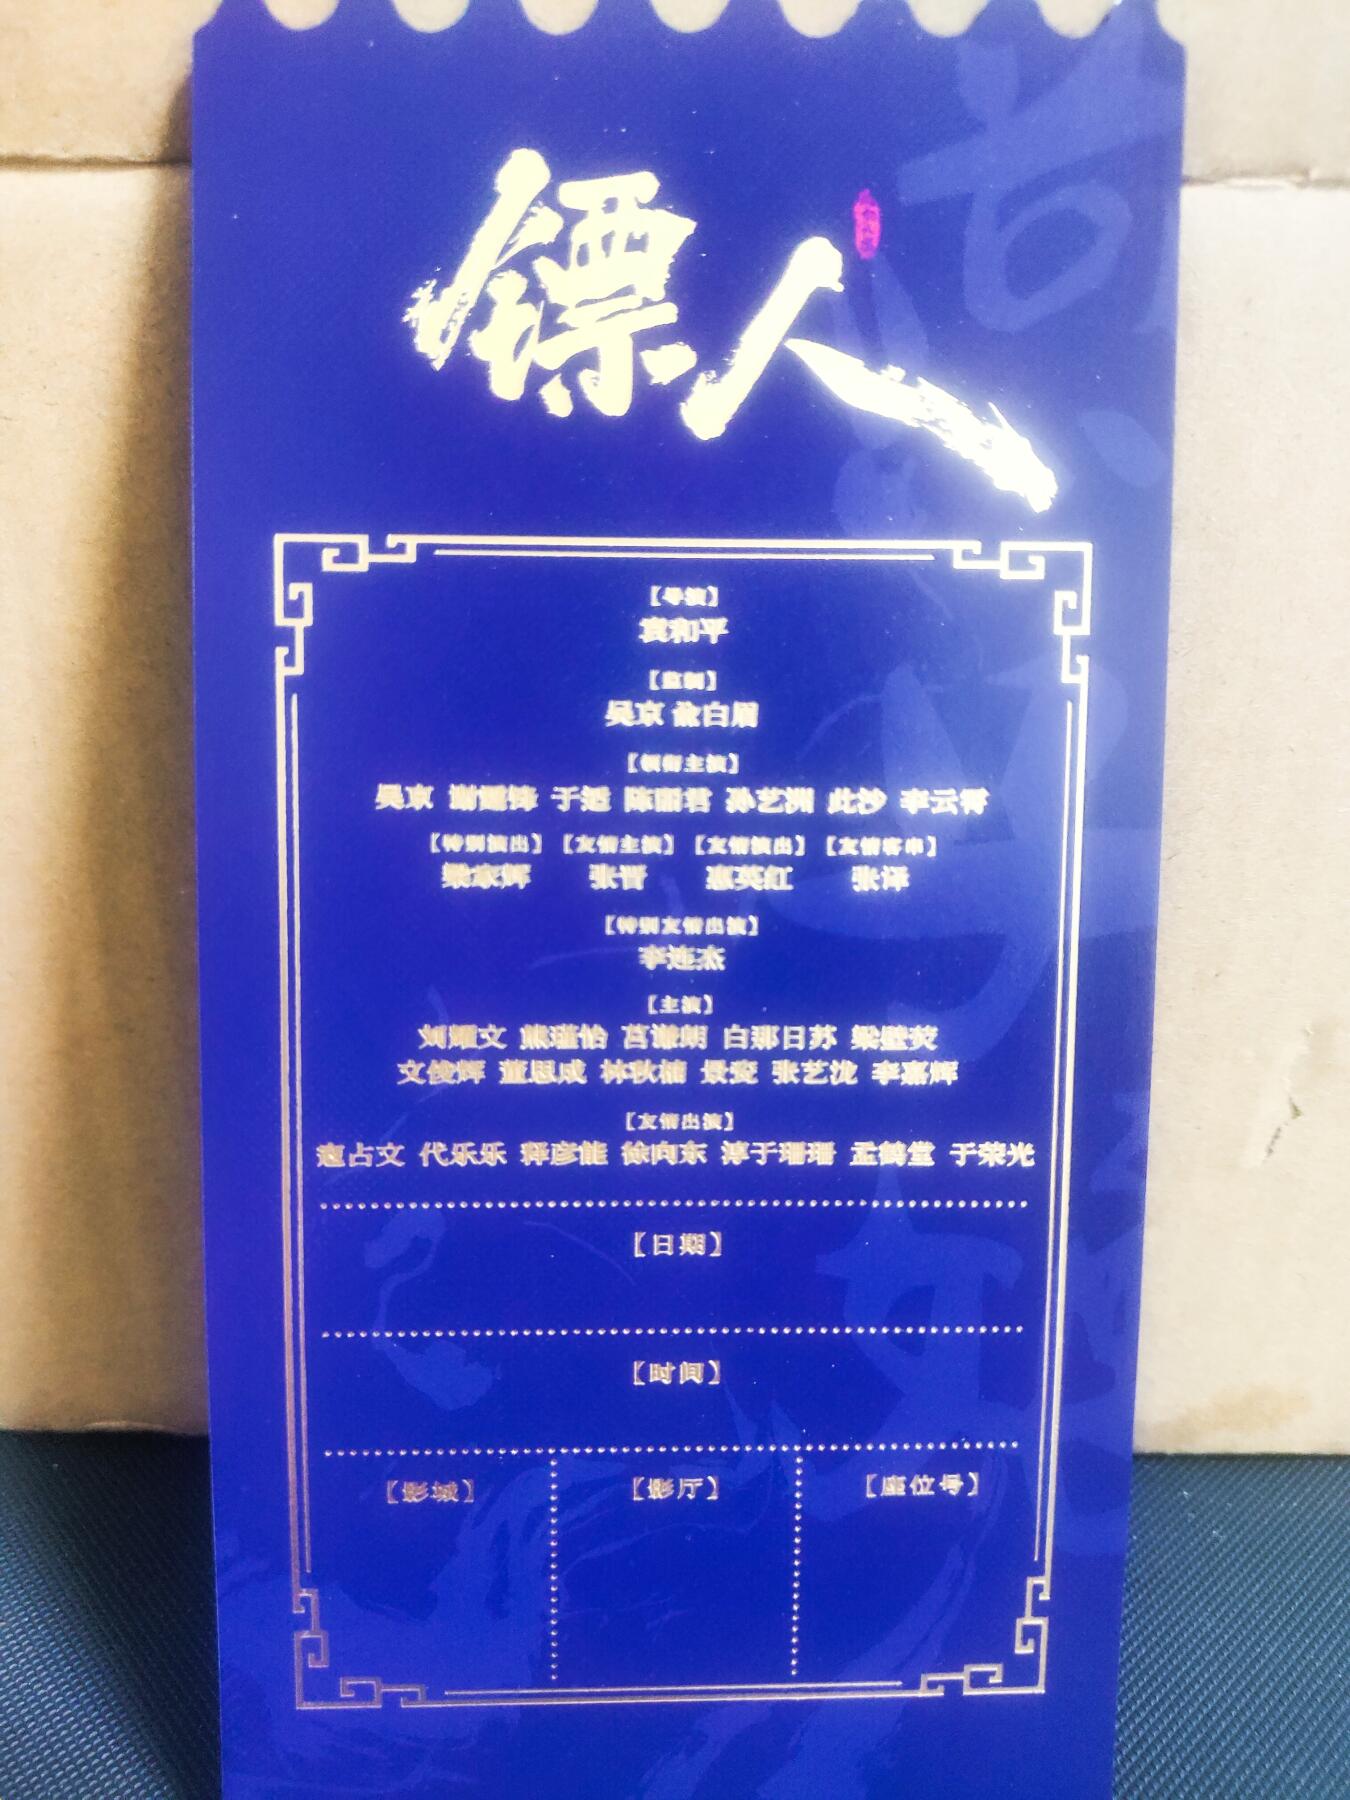 镖人
【导演】
袁和平
【监制】
吴京 俞白眉
【领衔主演】
吴京 谢霆锋 于适 陈丽君 孙艺洲 此沙 李云霄
【特别演出】 【友情主演】 【友情演出】 【友情客串】
梁家辉 张晋 惠英红 张译
【特别友情出演】
李连杰
【主演】
刘耀文 熊瑾怡 莒谦朗 白那日苏 梁壁荧
文俊辉 董思成 林秋楠 景㼆 张艺泷 李嘉辉
【友情出演】
寇占文 代乐乐 释彦能 徐向东 淳于珊珊 孟鹤堂 于荣光
【日期】
【时间】
【影城】 【影厅】 【座位号】